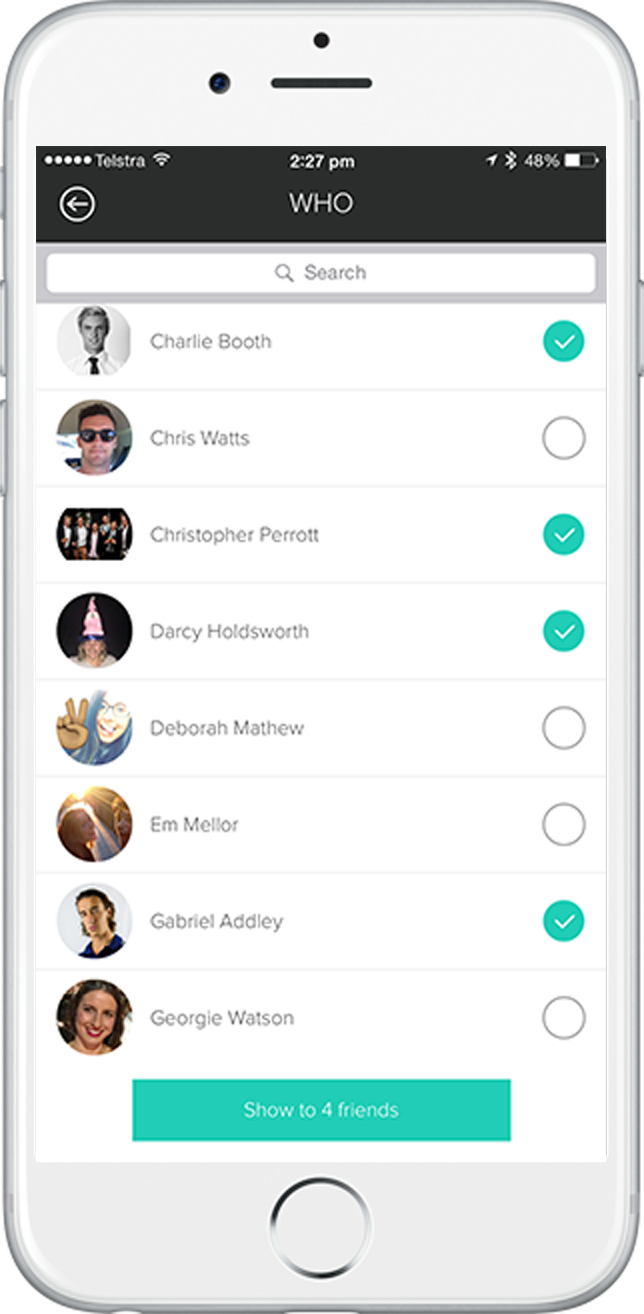 Telstra 2:27 pm 48%
WHO
Search
Charlie Booth
Chris Watts
Christopher Perrott
Darcy Holdsworth
Deborah Mathew
Em Mellor
Gabriel Addley
Georgie Watson
Show to 4 friends